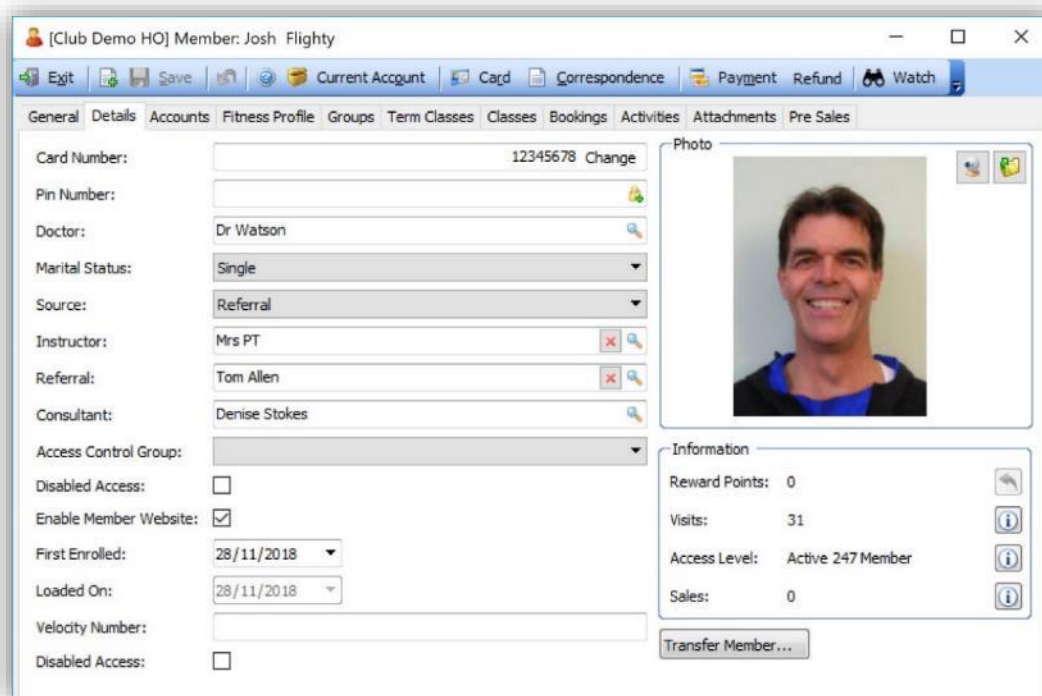 [Club Demo HO] Member: Josh Flighty
Exit Save Current Account Card Correspondence Payment Refund Watch
General Details Accounts Fitness Profile Groups Term Classes Classes Bookings Activities Attachments Pre Sales
Card Number: 12345678 Change
Pin Number:
Doctor: Dr Watson
Marital Status: Single
Source: Referral
Instructor: Mrs PT
Referral: Tom Allen
Consultant: Denise Stokes
Access Control Group:
Disabled Access:
Enable Member Website:
First Enrolled: 28/11/2018
Loaded On: 28/11/2018
Velocity Number:
Disabled Access:
Photo
Information
Reward Points: 0
Visits: 31
Access Level: Active 247 Member
Sales: 0
Transfer Member...